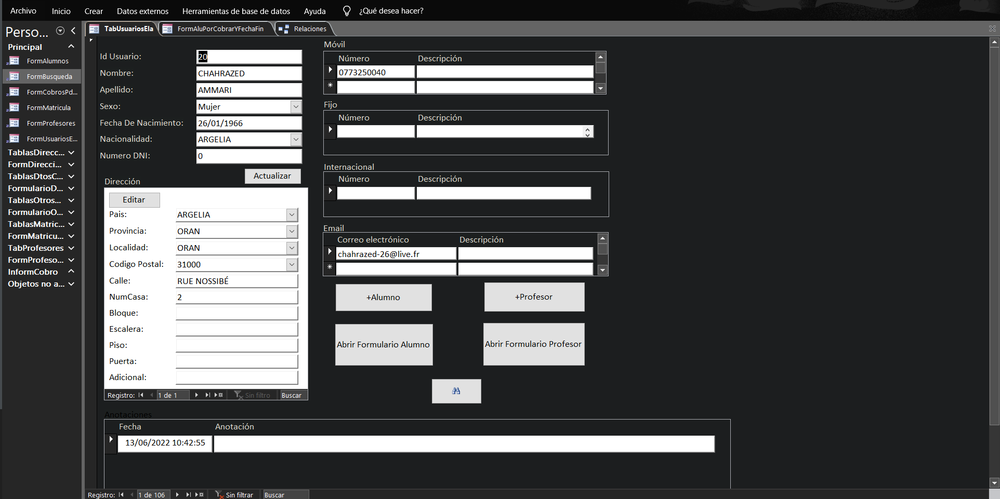 Archivo Inicio Crear Datos externos Herramientas de base de datos Ayuda ¿Qué desea hacer?
Perso...
Principal
FormAlumnos
FormBusqueda
FormCobrosPd...
FormMatricula
FormProfesores
FormUsuariosE...
TablasDirecc...
FormDirecci...
TablasDtosC...
FormularioD...
TablasOtros...
FormularioO...
TablasMatric...
FormMatricu...
TabProfesores
FormProfeso...
InformCobro
Objetos no a...
TabUsuariosEla FormAluPorCobrarYFechaFin Relaciones
Id Usuario: 20
Nombre: CHAHRAZED
Apellido: AMMARI
Sexo: Mujer
Fecha De Nacimiento: 26/01/1966
Nacionalidad: ARGELIA
Numero DNI: 0
Actualizar
Dirección
Editar
Pais: ARGELIA
Provincia: ORAN
Localidad: ORAN
Codigo Postal: 31000
Calle: RUE NOSSIBÉ
NumCasa: 2
Bloque:
Escalera:
Piso:
Puerta:
Adicional:
Registro: 1 de 1 Sin filtro Buscar
Móvil
Número Descripción
0773250040
Fijo
Número Descripción
Internacional
Número Descripción
Email
Correo electrónico Descripción
chahrazed-26@live.fr
+Alumno +Profesor
Abrir Formulario Alumno Abrir Formulario Profesor
Anotaciones
Fecha Anotación
13/06/2022 10:42:55
Registro: 1 de 106 Sin filtrar Buscar